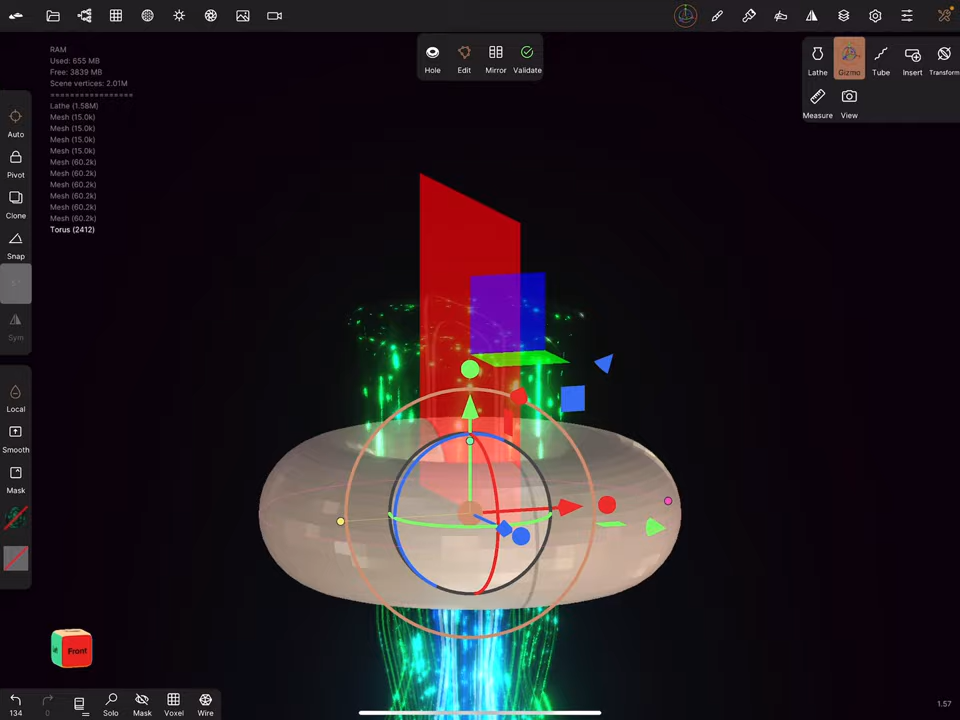 RAM
Used: 655 MB
Free: 3839 MB
Scene vertices: 2.01M
=================
Lathe (1.58M)
Mesh (15.0k)
Mesh (15.0k)
Mesh (15.0k)
Mesh (15.0k)
Mesh (60.2k)
Mesh (60.2k)
Mesh (60.2k)
Mesh (60.2k)
Mesh (60.2k)
Mesh (60.2k)
Torus (2412)
Hole Edit Mirror Validate
Lathe Gizmo Tube Insert Transform
Measure View
Auto
Pivot
Clone
Snap
Sym
Local
Smooth
Mask
Front
134 0 Solo Mask Voxel Wire
1.57